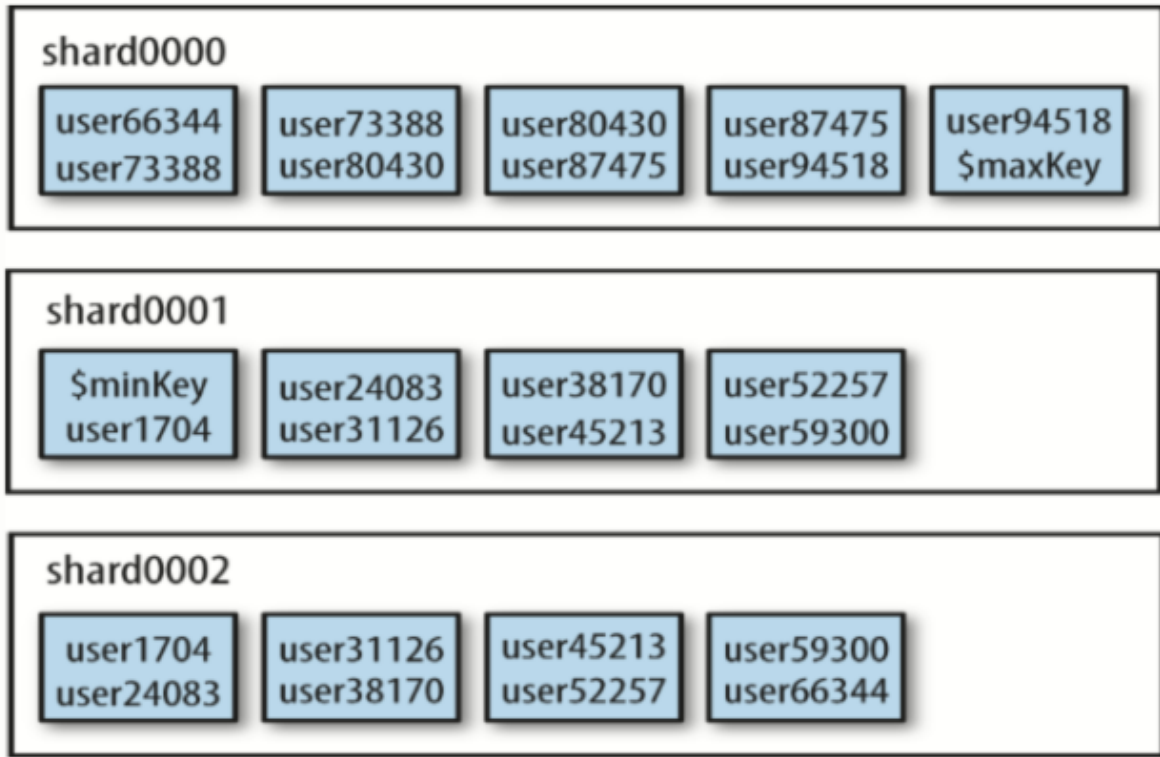 shard0000
user66344
user73388
user73388
user80430
user80430
user87475
user87475
user94518
user94518
$maxKey
shard0001
$minKey
user1704
user24083
user31126
user38170
user45213
user52257
user59300
shard0002
user1704
user24083
user31126
user38170
user45213
user52257
user59300
user66344